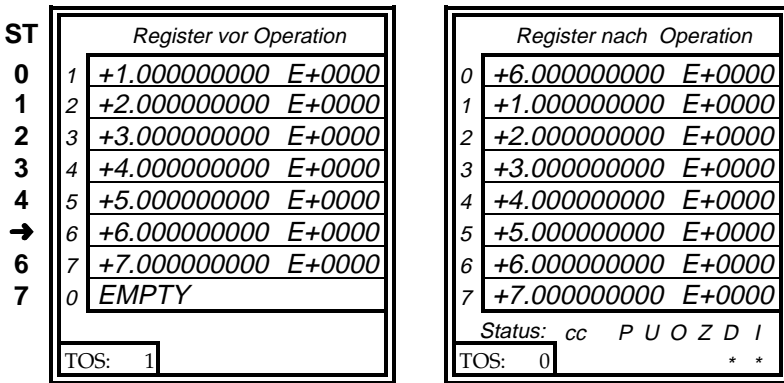 ST Register vor Operation Register nach Operation
0 1 +1.000000000 E+0000 0 +6.000000000 E+0000
1 2 +2.000000000 E+0000 1 +1.000000000 E+0000
2 3 +3.000000000 E+0000 2 +2.000000000 E+0000
3 4 +4.000000000 E+0000 3 +3.000000000 E+0000
4 5 +5.000000000 E+0000 4 +4.000000000 E+0000
➜ 6 +6.000000000 E+0000 5 +5.000000000 E+0000
6 7 +7.000000000 E+0000 6 +6.000000000 E+0000
7 0 EMPTY 7 +7.000000000 E+0000
Status: cc P U O Z D I
TOS: 1 TOS: 0 * *